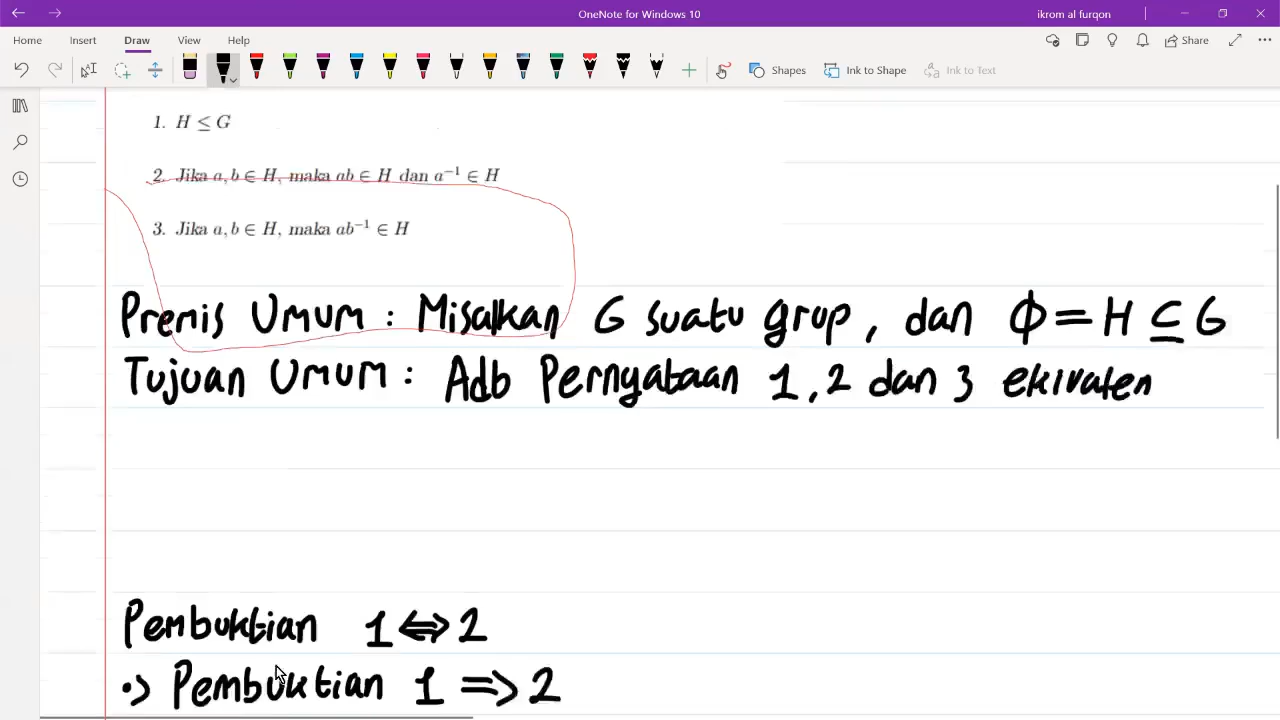 OneNote for Windows 10
ikrom al furqon
Home Insert Draw View Help
Share
Shapes Ink to Shape Ink to Text
1. H ≤ G
2. Jika a, b ∈ H, maka ab ∈ H dan a⁻¹ ∈ H
3. Jika a, b ∈ H, maka ab⁻¹ ∈ H
Premis Umum : Misalkan G suatu grup, dan ϕ = H ⊆ G
Tujuan Umum : Adb Pernyataan 1, 2 dan 3 ekivalen
Pembuktian 1 ⇔ 2
•> Pembuktian 1 => 2